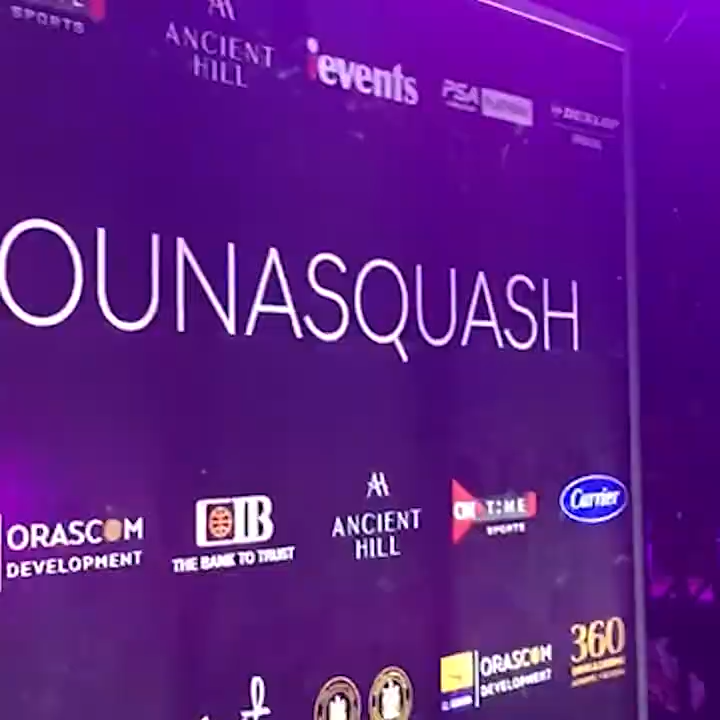 SPORTS
ANCIENT
HILL
ievents
PSA
DUNLOP
OUNASQUASH
ORASCOM
DEVELOPMENT
CIB
THE BANK TO TRUST
ANCIENT
HILL
ON TIME
SPORTS
Carrier
ORASCOM
DEVELOPMENT
360